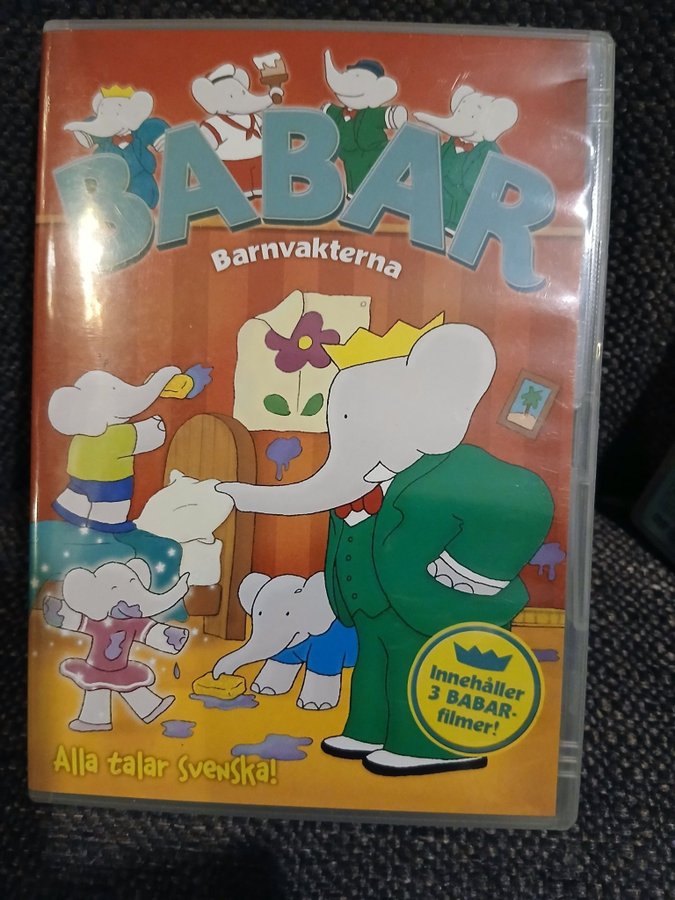 BABAR
Barnvakterna
Innehåller
3 BABAR-
filmer!
Alla talar Svenska!